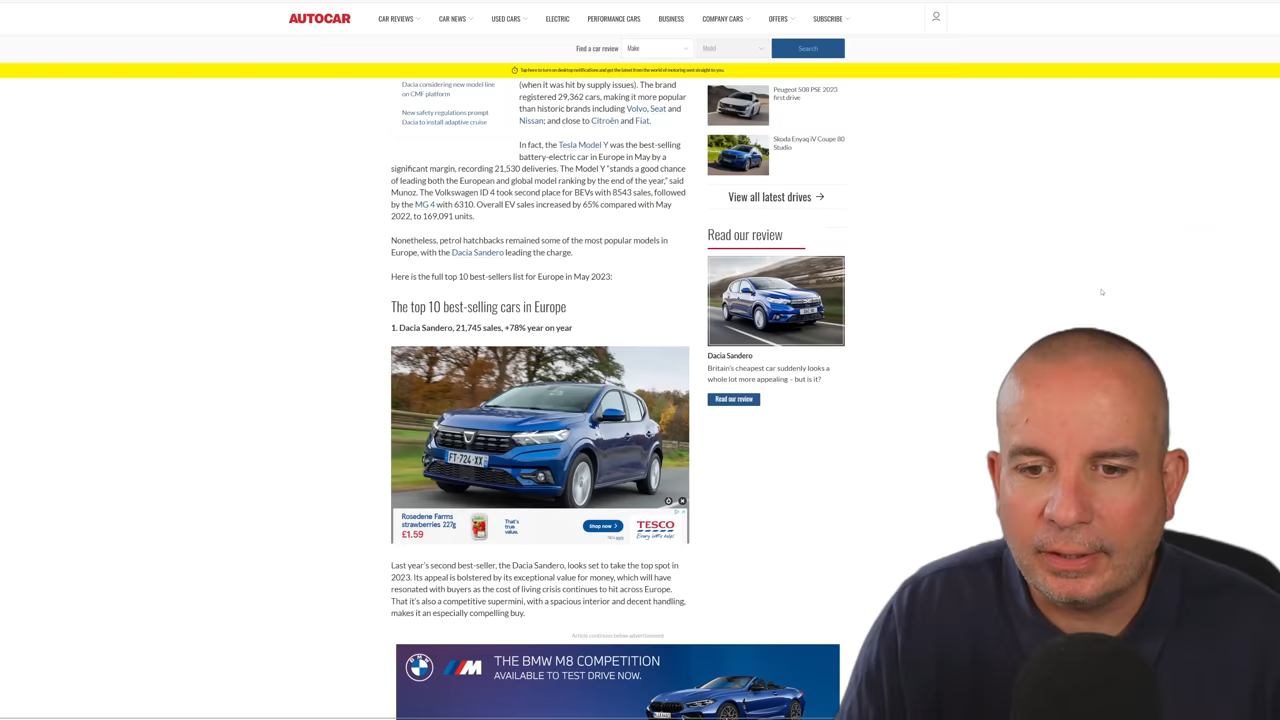 AUTOCAR
CAR REVIEWS
CAR NEWS
USED CARS
ELECTRIC
PERFORMANCE CARS
BUSINESS
COMPANY CARS
OFFERS
SUBSCRIBE
Find a car review
Make
Model
Search
Tap here to turn on desktop notifications and get the latest from the world of motoring sent straight to you.
Dacia considering new model line
on CMF platform
New safety regulations prompt
Dacia to install adaptive cruise
(when it was hit by supply issues). The brand
registered 29,362 cars, making it more popular
than historic brands including Volvo, Seat and
Nissan; and close to Citroën and Fiat.
In fact, the Tesla Model Y was the best-selling
battery-electric car in Europe in May by a
significant margin, recording 21,530 deliveries. The Model Y "stands a good chance
of leading both the European and global model ranking by the end of the year," said
Munoz. The Volkswagen ID 4 took second place for BEVs with 8543 sales, followed
by the MG 4 with 6310. Overall EV sales increased by 65% compared with May
2022, to 169,091 units.
Nonetheless, petrol hatchbacks remained some of the most popular models in
Europe, with the Dacia Sandero leading the charge.
Here is the full top 10 best-sellers list for Europe in May 2023:
The top 10 best-selling cars in Europe
1. Dacia Sandero, 21,745 sales, +78% year on year
FT-724-XX
Rosedene Farms
strawberries 227g
£1.59
That's
true
value.
Shop now
TESCO
Every little helps!
Last year's second best-seller, the Dacia Sandero, looks set to take the top spot in
2023. Its appeal is bolstered by its exceptional value for money, which will have
resonated with buyers as the cost of living crisis continues to hit across Europe.
That it's also a competitive supermini, with a spacious interior and decent handling,
makes it an especially compelling buy.
Article continues below advertisement
BMW
M
THE BMW M8 COMPETITION
AVAILABLE TO TEST DRIVE NOW.
Peugeot 508 PSE 2023
first drive
Skoda Enyaq iV Coupe 80
Studio
View all latest drives
Read our review
Dacia Sandero
Britain's cheapest car suddenly looks a
whole lot more appealing – but is it?
Read our review